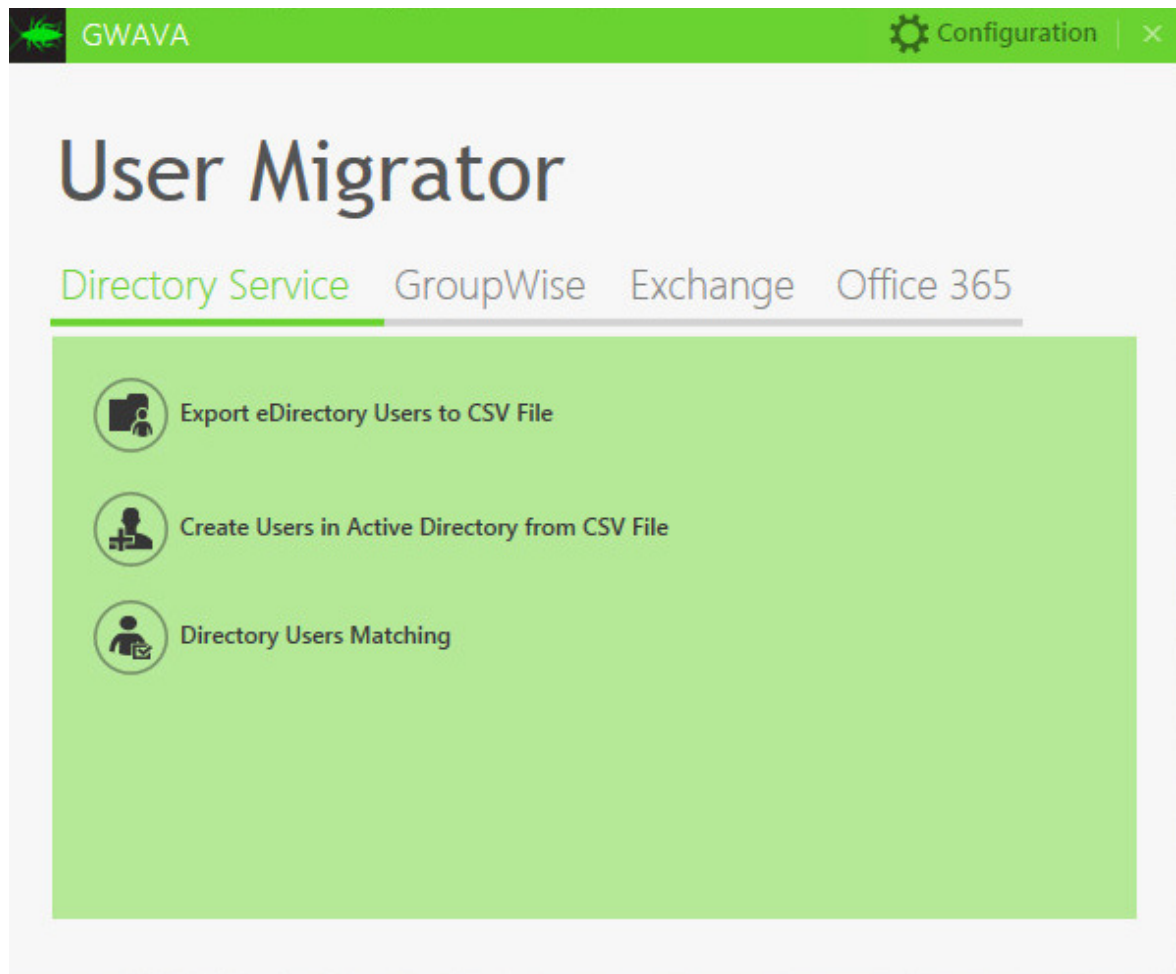 GWAVA
Configuration
User Migrator
Directory Service GroupWise Exchange Office 365
Export eDirectory Users to CSV File
Create Users in Active Directory from CSV File
Directory Users Matching